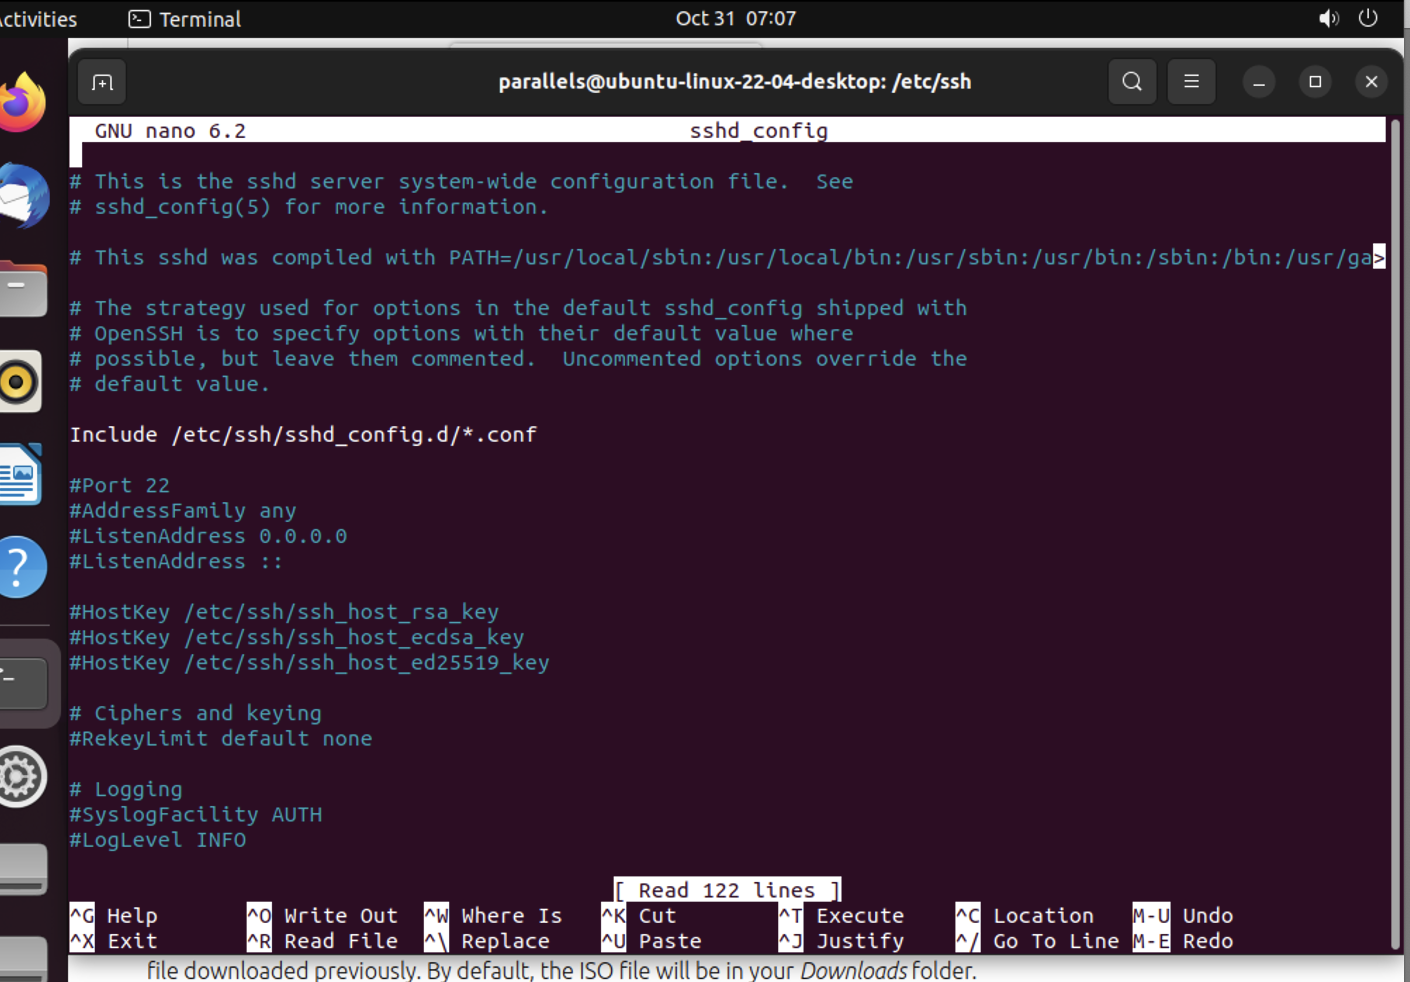 ctivities
Terminal
Oct 31 07:07
parallels@ubuntu-linux-22-04-desktop: /etc/ssh
GNU nano 6.2 sshd_config
# This is the sshd server system-wide configuration file.  See
# sshd_config(5) for more information.
# This sshd was compiled with PATH=/usr/local/sbin:/usr/local/bin:/usr/sbin:/usr/bin:/sbin:/bin:/usr/ga>
# The strategy used for options in the default sshd_config shipped with
# OpenSSH is to specify options with their default value where
# possible, but leave them commented.  Uncommented options override the
# default value.
Include /etc/ssh/sshd_config.d/*.conf
#Port 22
#AddressFamily any
#ListenAddress 0.0.0.0
#ListenAddress ::
#HostKey /etc/ssh/ssh_host_rsa_key
#HostKey /etc/ssh/ssh_host_ecdsa_key
#HostKey /etc/ssh/ssh_host_ed25519_key
# Ciphers and keying
#RekeyLimit default none
# Logging
#SyslogFacility AUTH
#LogLevel INFO
[ Read 122 lines ]
^G Help ^O Write Out ^W Where Is ^K Cut ^T Execute ^C Location M-U Undo
^X Exit ^R Read File ^\ Replace ^U Paste ^J Justify ^/ Go To Line M-E Redo
file downloaded previously. By default, the ISO file will be in your Downloads folder.